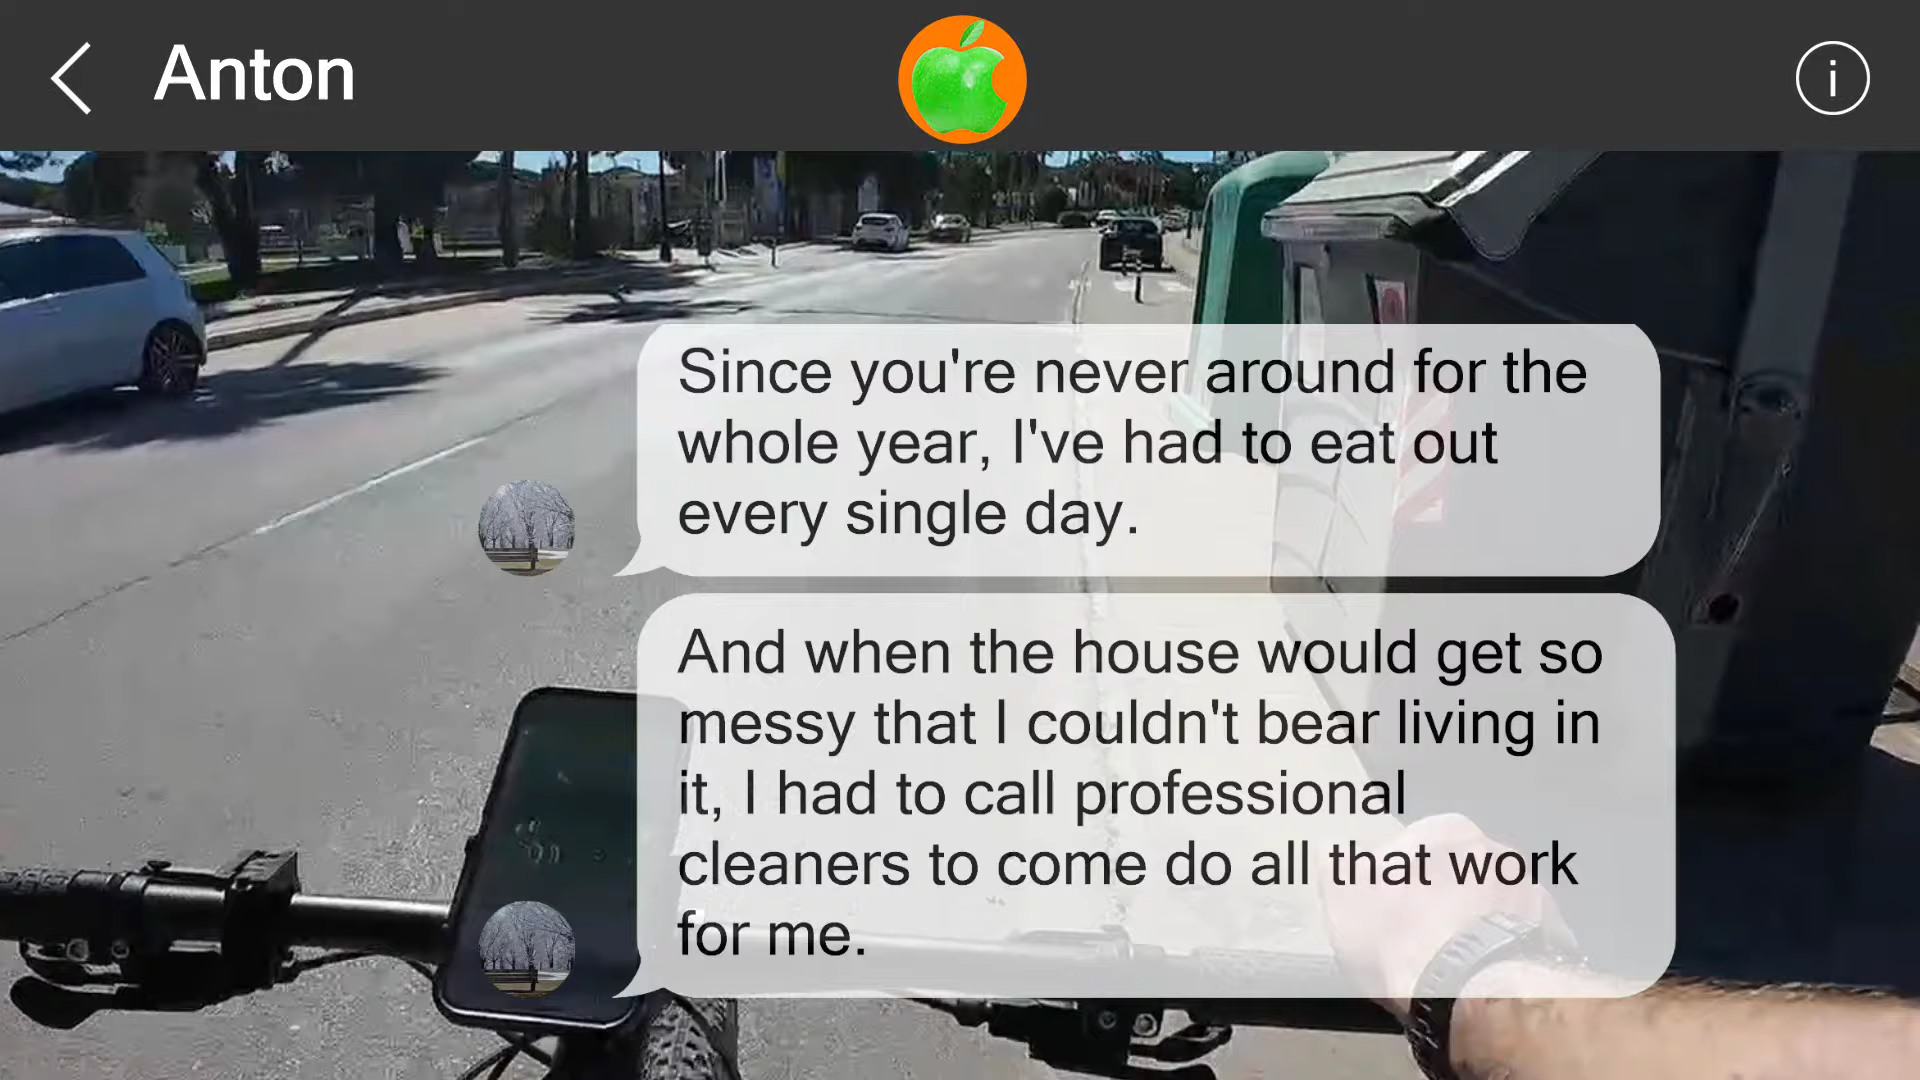 Anton
i
Since you're never around for the
whole year, I've had to eat out
every single day.
And when the house would get so
messy that I couldn't bear living in
it, I had to call professional
cleaners to come do all that work
for me.